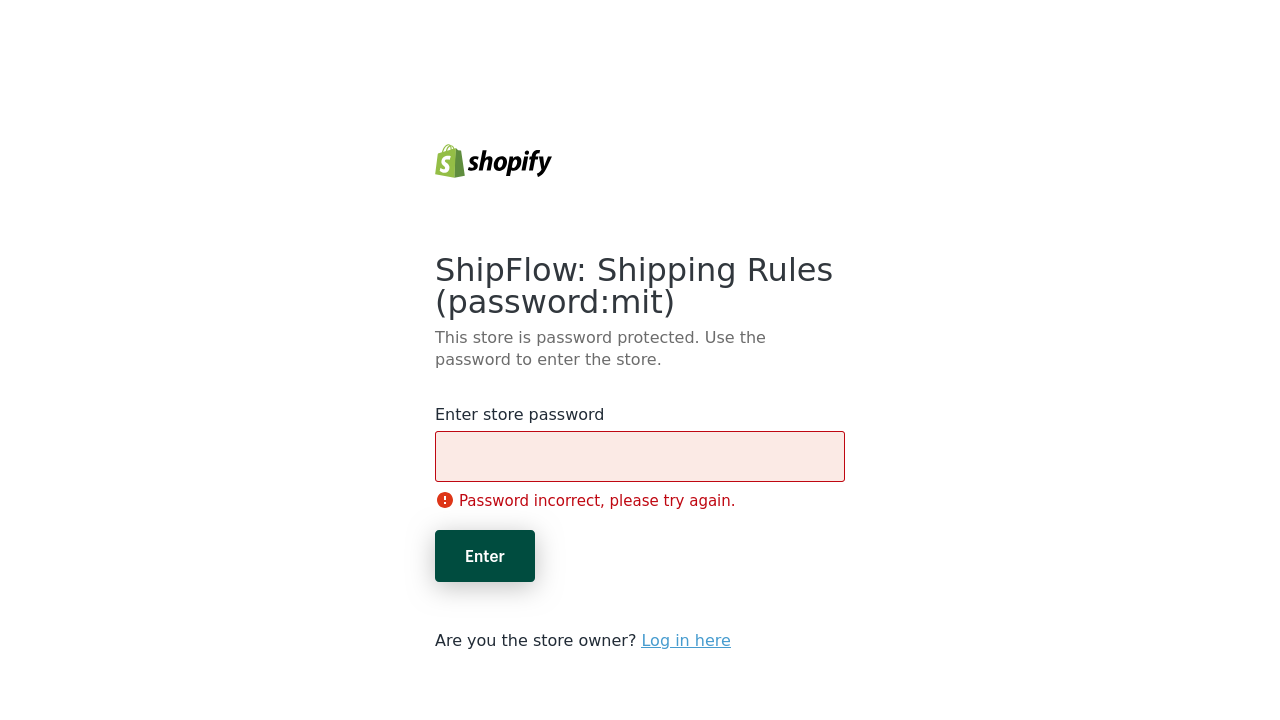 shopify
ShipFlow: Shipping Rules
(password:mit)
This store is password protected. Use the
password to enter the store.
Enter store password
Password incorrect, please try again.
Enter
Are you the store owner? Log in here